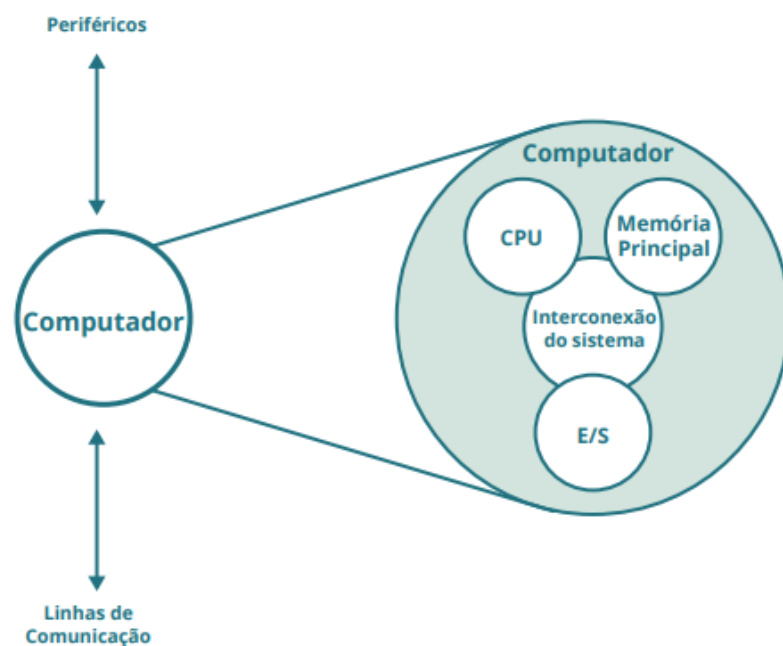 Periféricos
Computador
Linhas de
Comunicação
Computador
CPU
Memória
Principal
Interconexão
do sistema
E/S